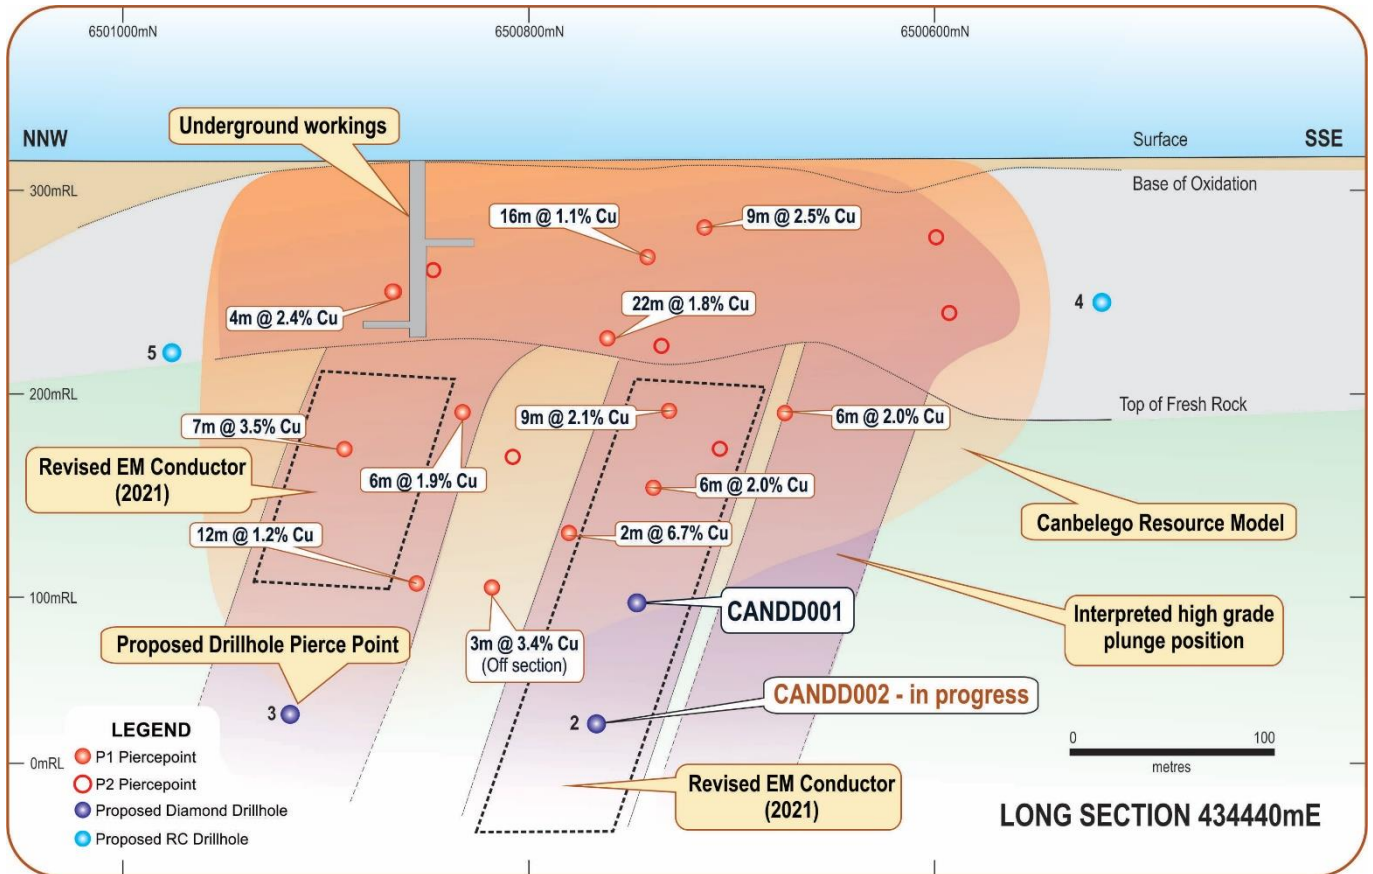 6501000mN
6500800mN
6500600mN
Underground workings
NNW
Surface
SSE
300mRL
Base of Oxidation
16m @ 1.1% Cu
9m @ 2.5% Cu
4m @ 2.4% Cu
22m @ 1.8% Cu
4
5
200mRL
Top of Fresh Rock
7m @ 3.5% Cu
9m @ 2.1% Cu
6m @ 2.0% Cu
Revised EM Conductor
(2021)
6m @ 1.9% Cu
6m @ 2.0% Cu
12m @ 1.2% Cu
2m @ 6.7% Cu
Canbelego Resource Model
100mRL
CANDD001
Interpreted high grade
plunge position
Proposed Drillhole Pierce Point
3m @ 3.4% Cu
(Off section)
3
2
CANDD002 - in progress
LEGEND
P1 Piercepoint
P2 Piercepoint
Proposed Diamond Drillhole
Proposed RC Drillhole
0mRL
0
100
metres
Revised EM Conductor
(2021)
LONG SECTION 434440mE